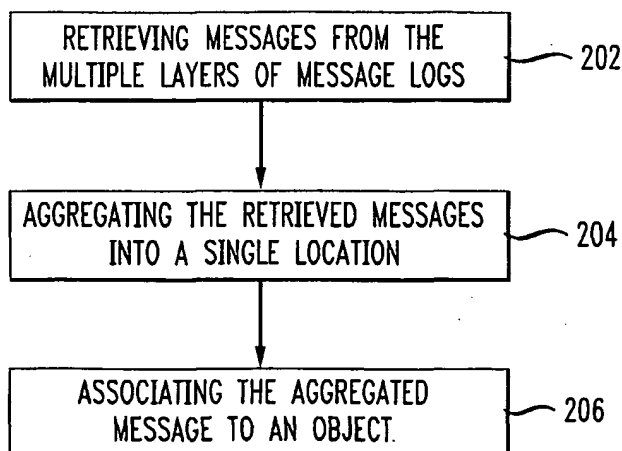 RETRIEVING MESSAGES FROM THE
MULTIPLE LAYERS OF MESSAGE LOGS
202
AGGREGATING THE RETRIEVED MESSAGES
INTO A SINGLE LOCATION
204
ASSOCIATING THE AGGREGATED
MESSAGE TO AN OBJECT.
206